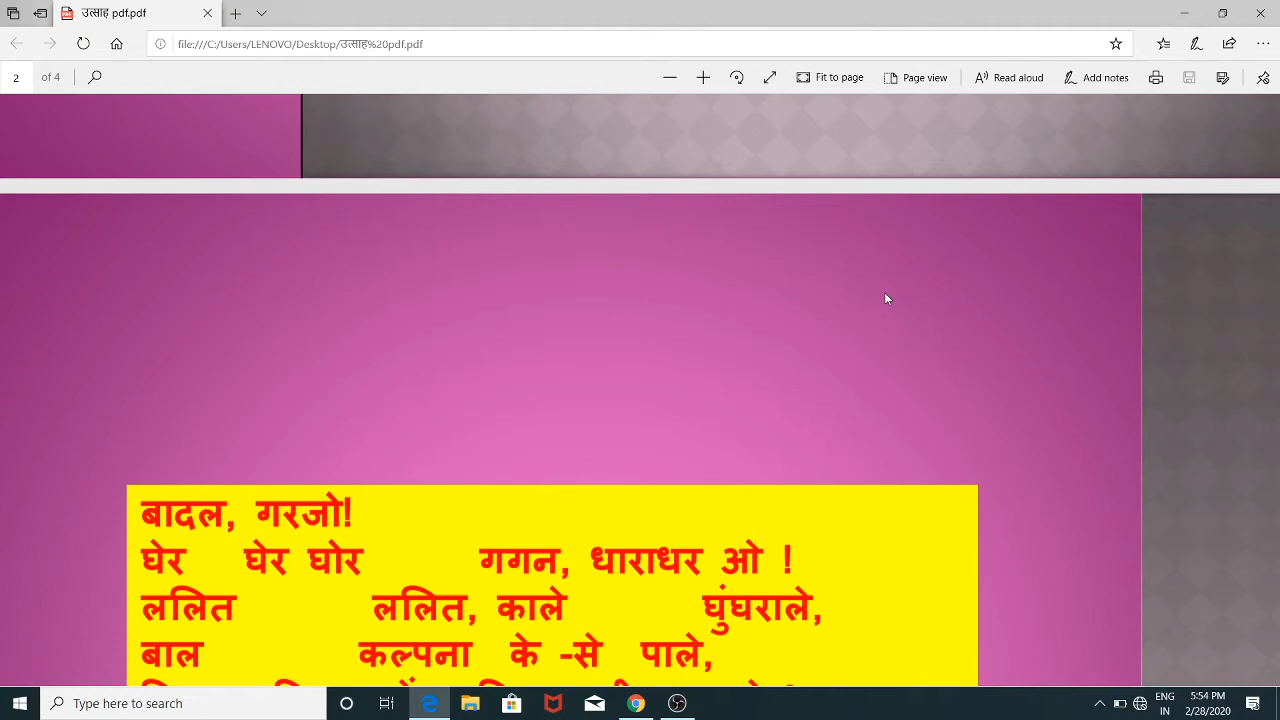 उत्साह pdf.pdf
file:///C:/Users/LENOVO/Desktop/उत्साह%20pdf.pdf
2 of 4 Fit to page Page view Read aloud Add notes
बादल, गरजो!
घेर घेर घोर गगन, धाराधर ओ !
ललित ललित, काले घुंघराले,
बाल कल्पना के -से पाले,
Type here to search
ENG 5:54 PM
IN 2/28/2020